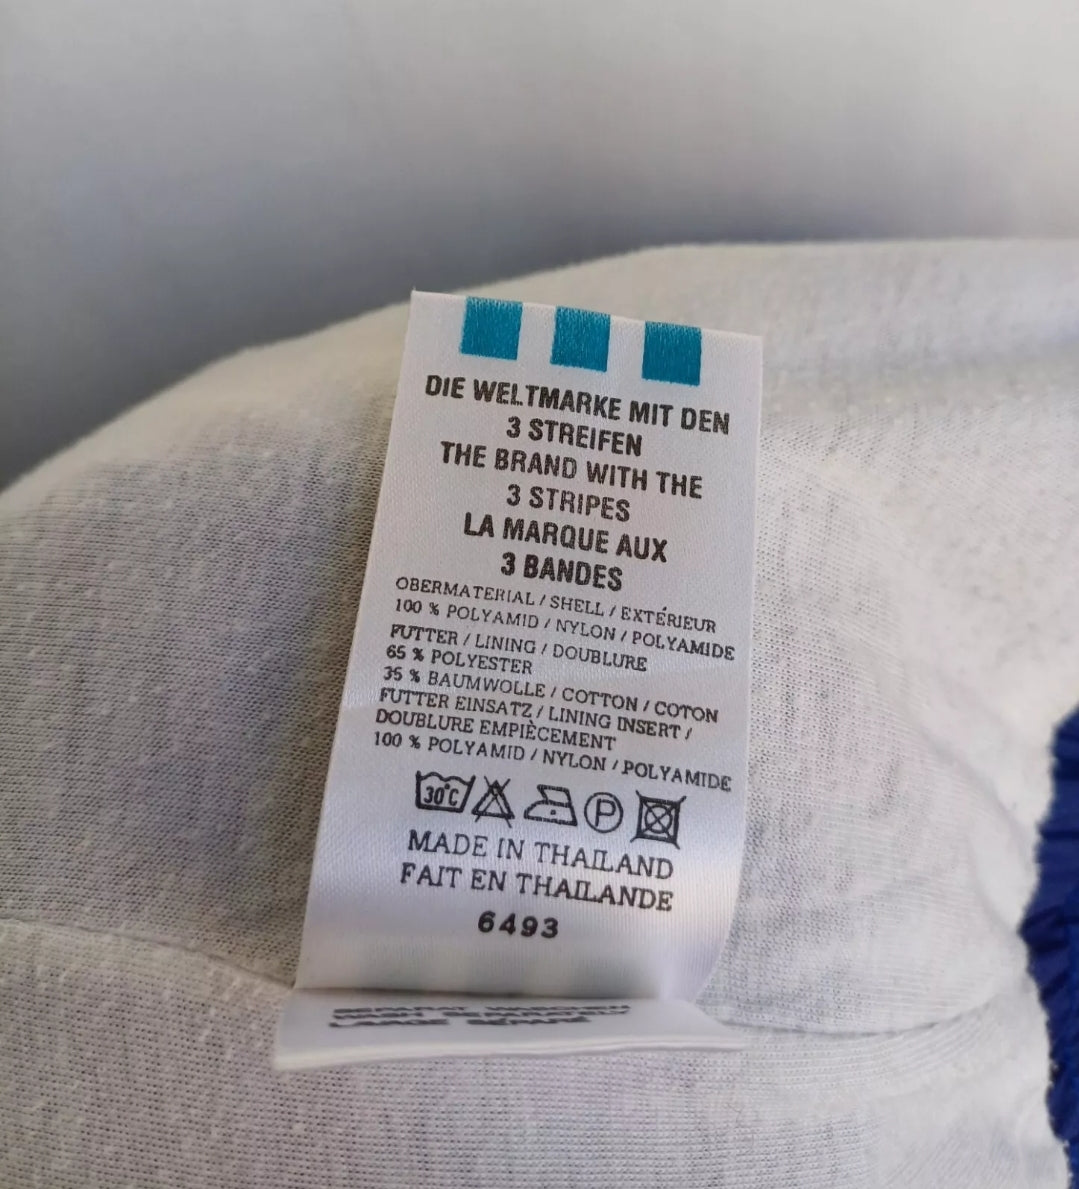 DIE WELTMARKE MIT DEN
3 STREIFEN
THE BRAND WITH THE
3 STRIPES
LA MARQUE AUX
3 BANDES
OBERMATERIAL / SHELL / EXTÉRIEUR
100 % POLYAMID / NYLON / POLYAMIDE
FUTTER / LINING / DOUBLURE
65 % POLYESTER
35 % BAUMWOLLE / COTTON / COTON
FUTTER EINSATZ / LINING INSERT /
DOUBLURE EMPIÈCEMENT
100 % POLYAMID / NYLON / POLYAMIDE
30°C P
MADE IN THAILAND
FAIT EN THAILANDE
6493